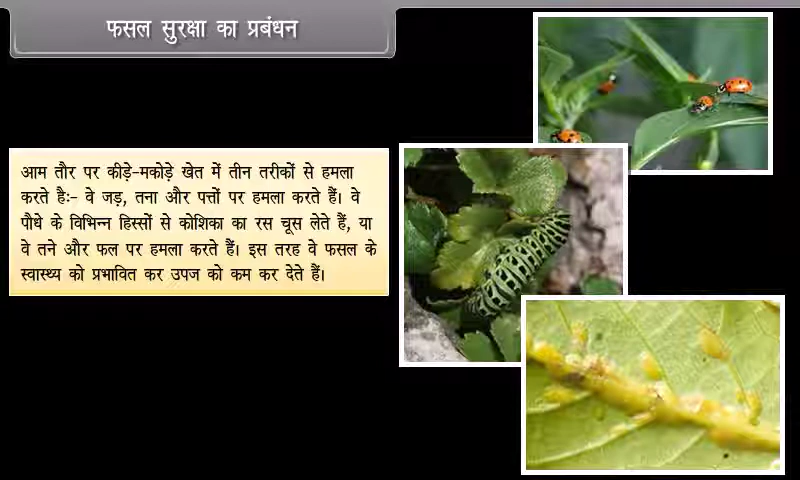 फसल सुरक्षा का प्रबंधन
आम तौर पर कीड़े-मकोड़े खेत में तीन तरीकों से हमला
करते हैः- वे जड़, तना और पत्तों पर हमला करते हैं। वे
पौधे के विभिन्न हिस्सों से कोशिका का रस चूस लेते हैं, या
वे तने और फल पर हमला करते हैं। इस तरह वे फसल के
स्वास्थ्य को प्रभावित कर उपज को कम कर देते हैं।